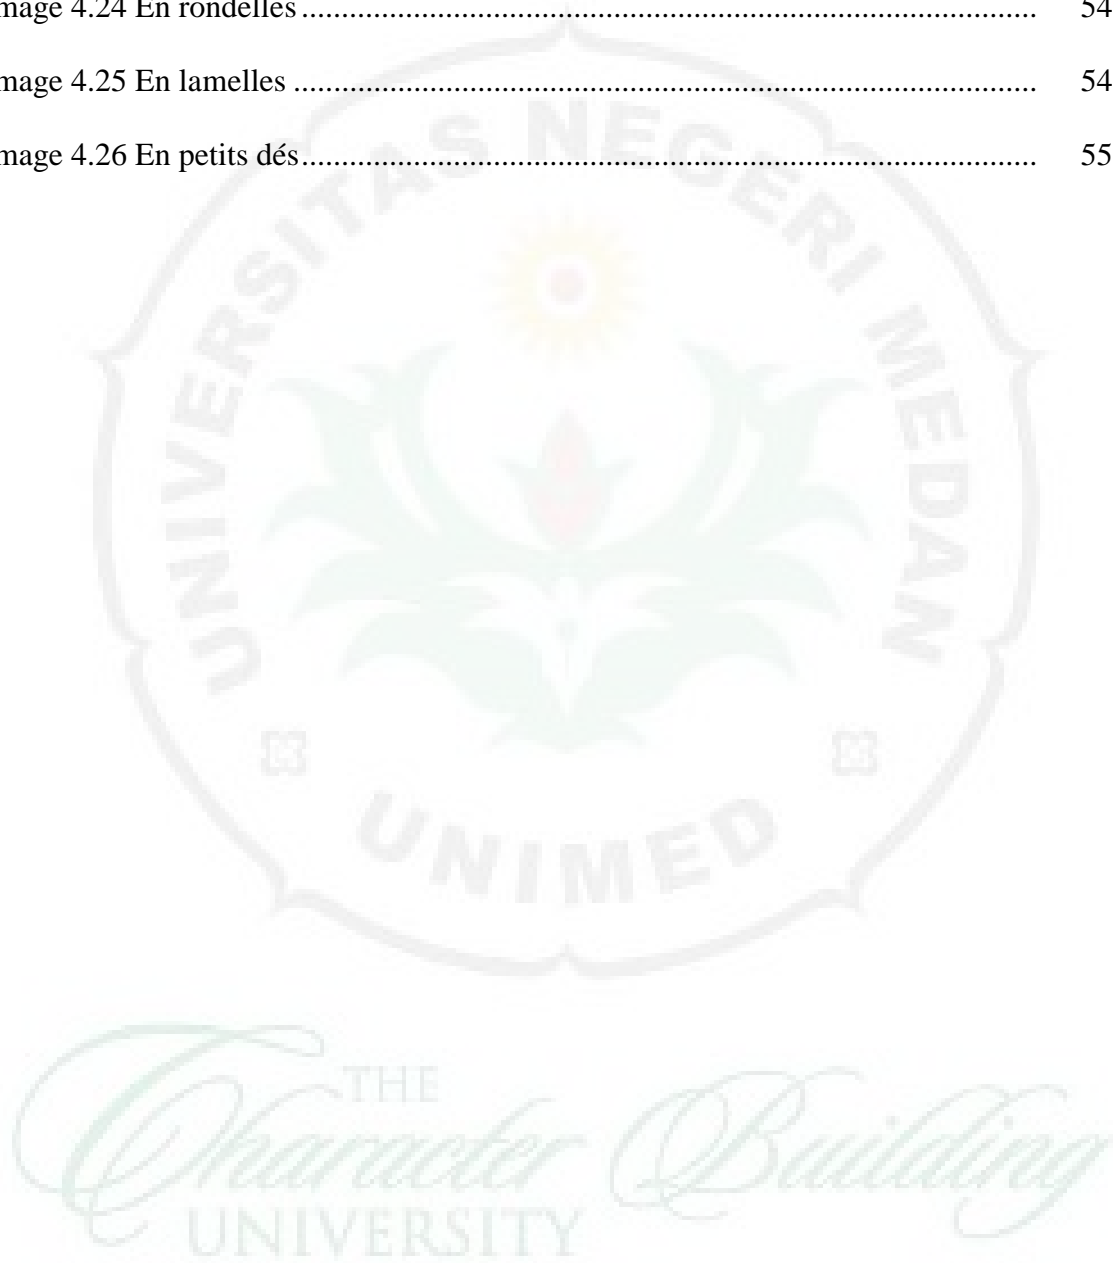 mage 4.24 En rondelles ........................................................................................... 54
mage 4.25 En lamelles ............................................................................................ 54
mage 4.26 En petits dés........................................................................................... 55
UNIVERSITAS NEGERI MEDAN
UNIMED
THE
Character Building
UNIVERSITY